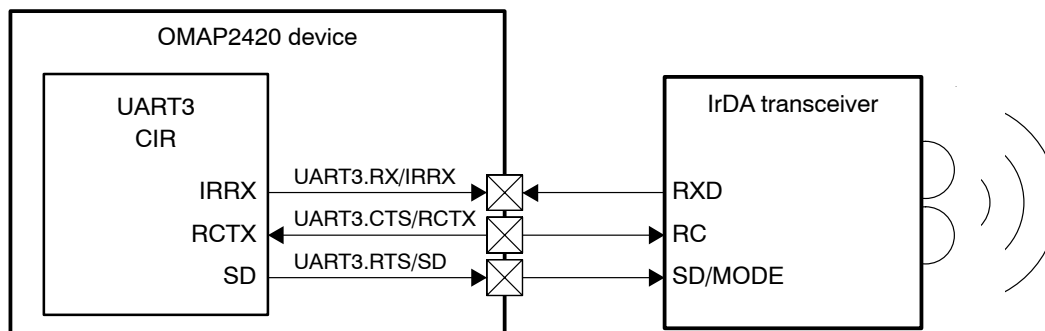 OMAP2420 device
UART3
CIR
IrDA transceiver
IRRX UART3.RX/IRRX RXD
RCTX UART3.CTS/RCTX RC
SD UART3.RTS/SD SD/MODE